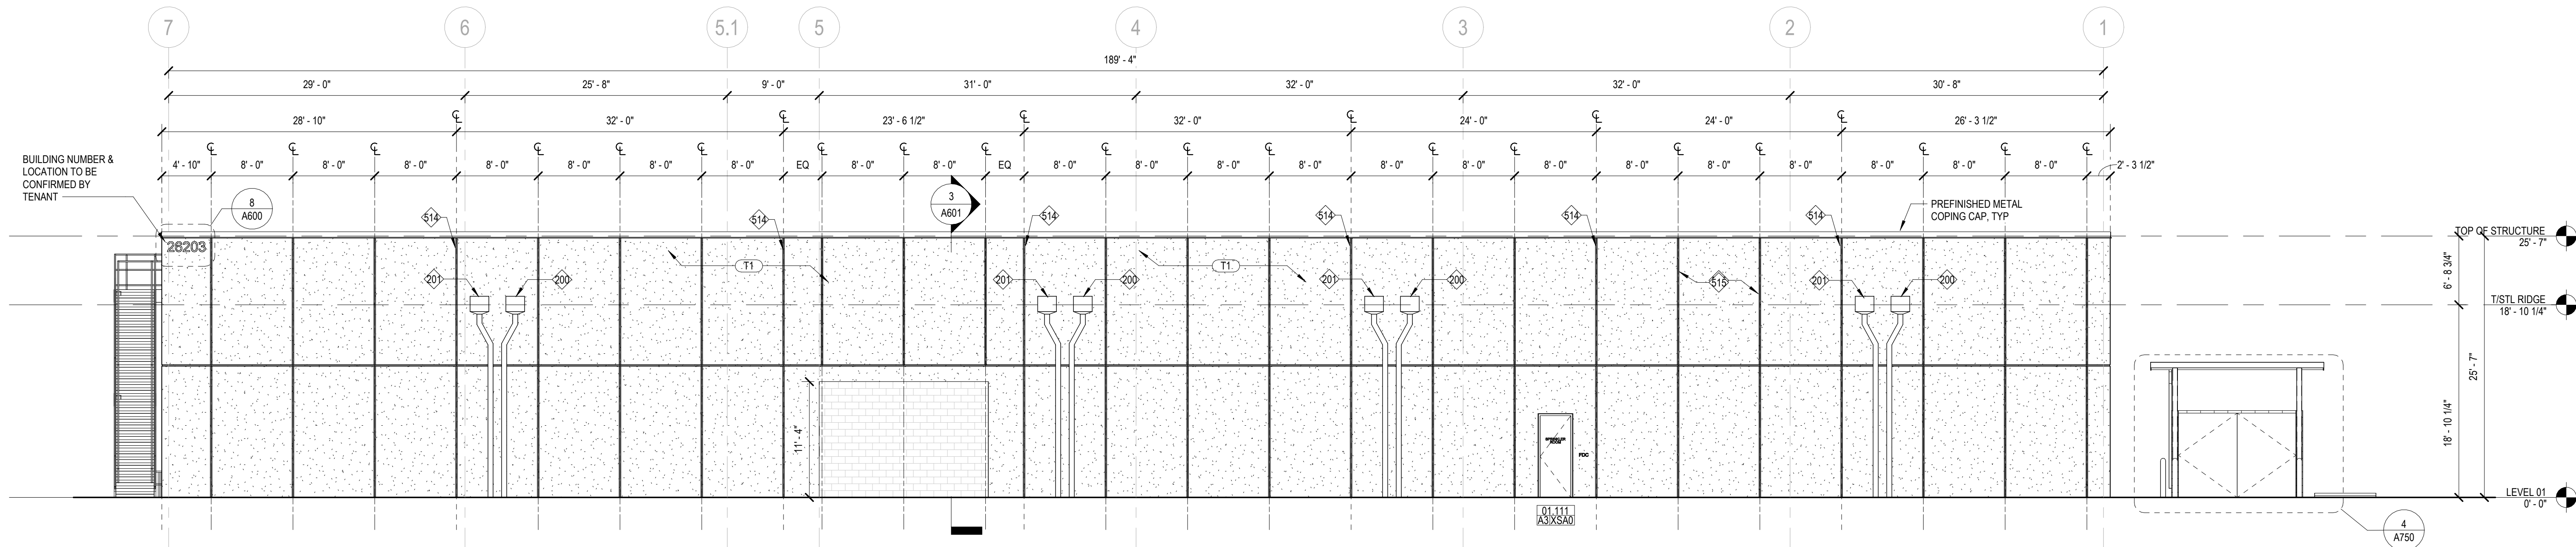 7 6 5.1 5 4 3 2 1
189' - 4"
29' - 0" 25' - 8" 9' - 0" 31' - 0" 32' - 0" 32' - 0" 30' - 8"
28' - 10" 32' - 0" 23' - 6 1/2" 32' - 0" 24' - 0" 24' - 0" 26' - 3 1/2"
4' - 10" 8' - 0" 8' - 0" 8' - 0" 8' - 0" 8' - 0" 8' - 0" 8' - 0" EQ 8' - 0" 8' - 0" EQ 8' - 0" 8' - 0" 8' - 0" 8' - 0" 8' - 0" 8' - 0" 8' - 0" 8' - 0" 8' - 0" 8' - 0" 8' - 0" 8' - 0" 8' - 0" 2' - 3 1/2"
BUILDING NUMBER &
LOCATION TO BE
CONFIRMED BY
TENANT
8
A600
3
A601
514 514 514 514 514 514
PREFINISHED METAL
COPING CAP, TYP
26203
TOP OF STRUCTURE
25' - 7"
T1 T1
201 200 201 200 201 200 515 201 200
6' - 8 3/4"
T/STL RIDGE
18' - 10 1/4"
25' - 7"
11' - 4"
18' - 10 1/4"
SPRINKLER
ROOM
FDC
LEVEL 01
0' - 0"
01.111
A3 XSA0
4
A750